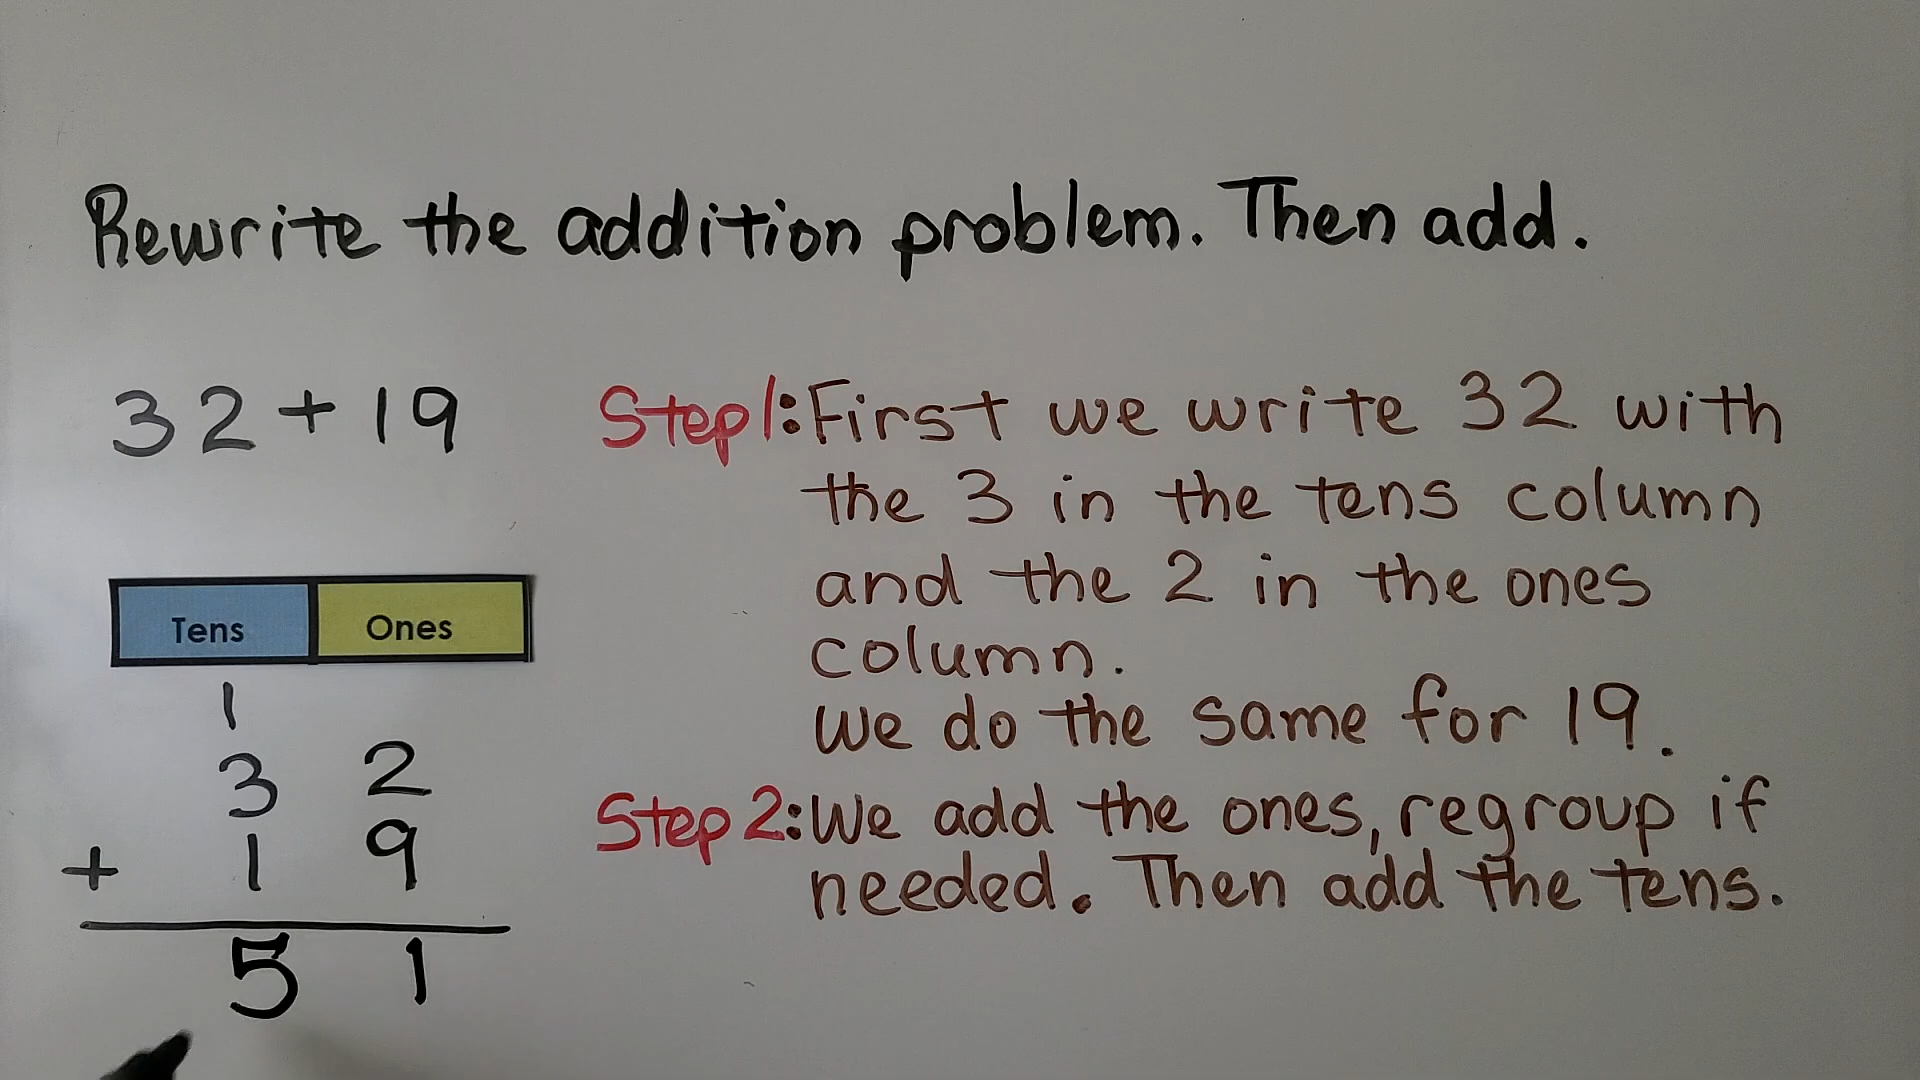 Rewrite the addition problem. Then add.
32 + 19
Tens Ones
1
3 2
+ 1 9
5 1
Step 1: First we write 32 with
the 3 in the tens column
and the 2 in the ones
column.
We do the same for 19.
Step 2: We add the ones, regroup if
needed. Then add the tens.